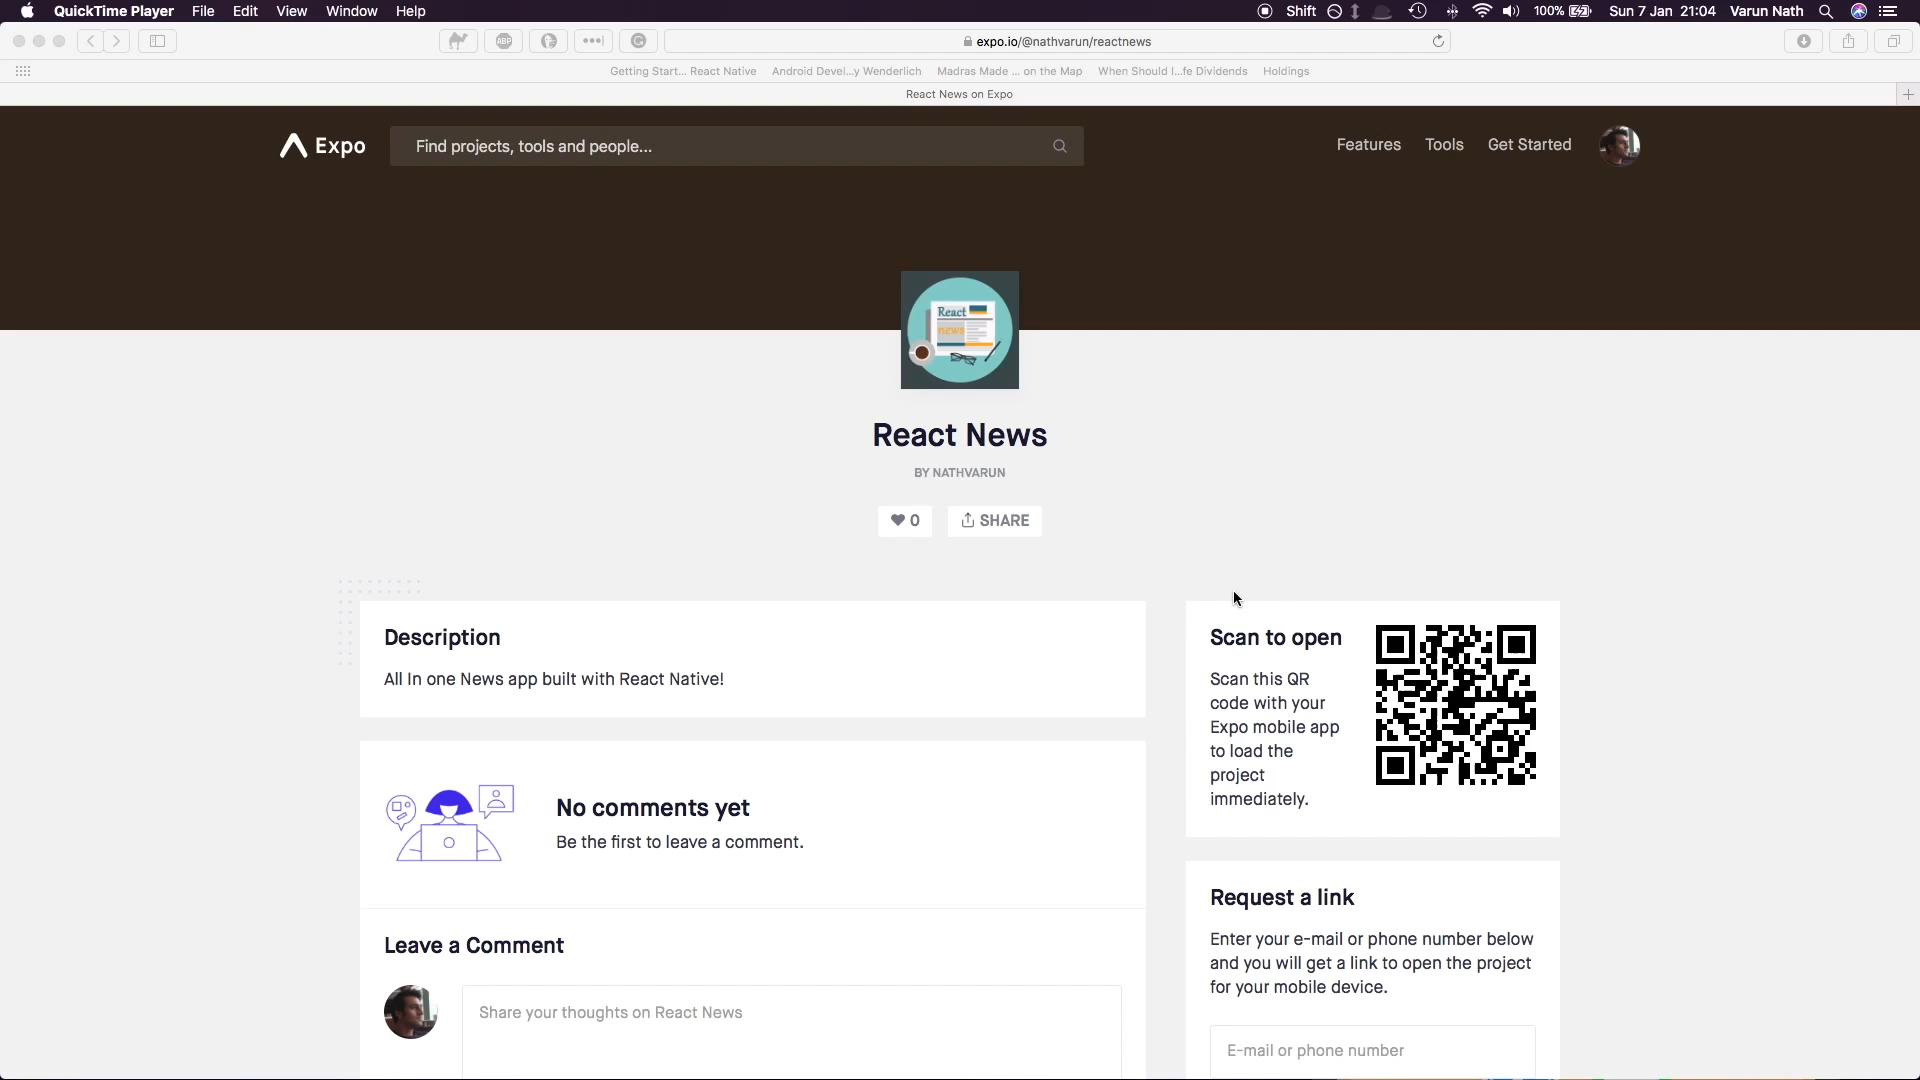 QuickTime Player File Edit View Window Help Shift 100% Sun 7 Jan 21:04 Varun Nath
ABP G expo.io/@nathvarun/reactnews
Getting Start... React Native Android Devel...y Wenderlich Madras Made ... on the Map When Should I...fe Dividends Holdings
React News on Expo
Expo Find projects, tools and people... Features Tools Get Started
React
news
React News
BY NATHVARUN
0 SHARE
Description
All In one News app built with React Native!
Scan to open
Scan this QR
code with your
Expo mobile app
to load the
project
immediately.
No comments yet
Be the first to leave a comment.
Request a link
Enter your e-mail or phone number below
and you will get a link to open the project
for your mobile device.
E-mail or phone number
Leave a Comment
Share your thoughts on React News